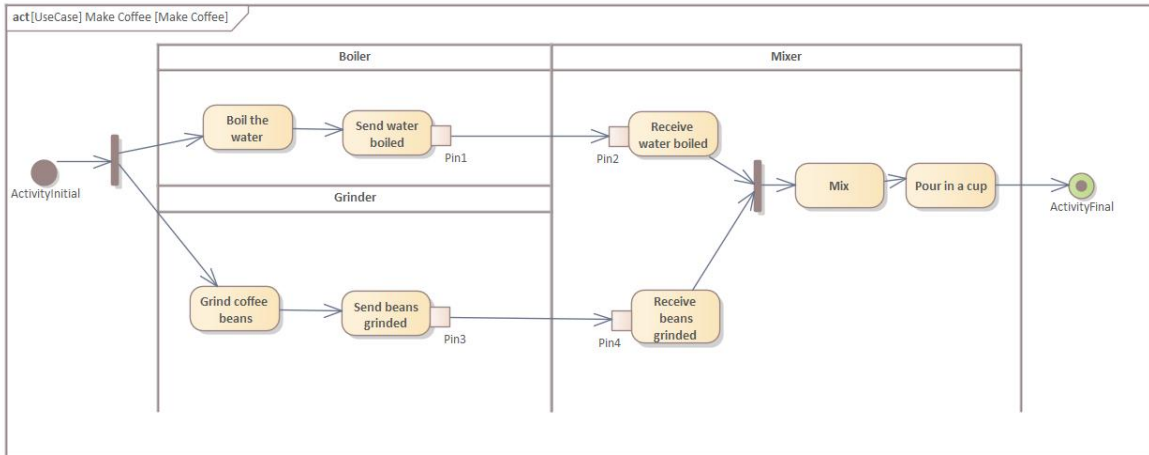 act [UseCase] Make Coffee [Make Coffee]
Boiler
Mixer
Boil the
water
Send water
boiled
Pin1
Pin2
Receive
water boiled
ActivityInitial
Grinder
Mix
Pour in a cup
ActivityFinal
Grind coffee
beans
Send beans
grinded
Pin3
Pin4
Receive
beans
grinded